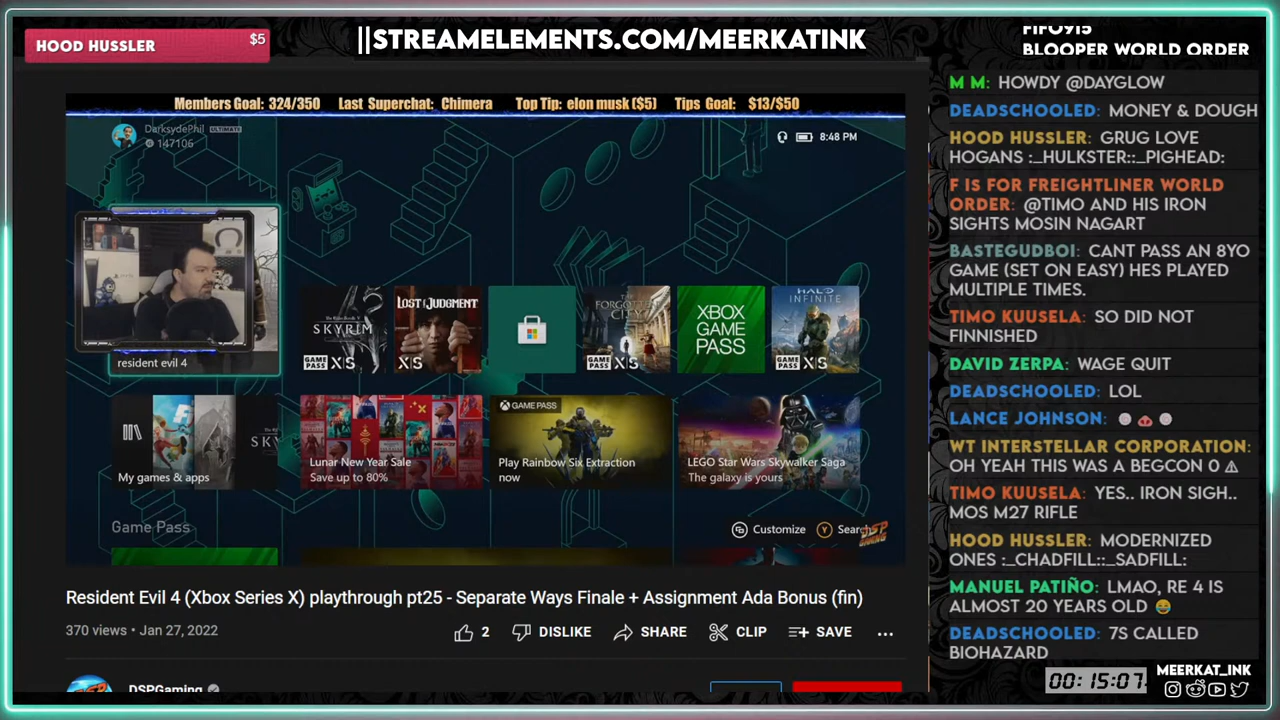 HOOD HUSSLER
$5
||STREAMELEMENTS.COM/MEERKATINK
FIFO915
BLOOPER WORLD ORDER
Members Goal: 324/350 Last Superchat: Chimera Top Tip: elon musk ($5) Tips Goal: $13/$50
DarksydePhil ULTIMATE
147106
8:48 PM
resident evil 4
SKYRIM
GAME PASS X|S
LOST JUDGMENT
X|S
THE FORGOTTEN CITY
GAME PASS X|S
XBOX GAME PASS
HALO INFINITE
GAME PASS X|S
My games & apps
Lunar New Year Sale
Save up to 80%
GAME PASS
Play Rainbow Six Extraction
now
LEGO Star Wars Skywalker Saga
The galaxy is yours
Game Pass
Customize
Y
Search
DSP GAMING
Resident Evil 4 (Xbox Series X) playthrough pt25 - Separate Ways Finale + Assignment Ada Bonus (fin)
370 views • Jan 27, 2022
2 DISLIKE SHARE CLIP SAVE ...
DSPGaming
M M: HOWDY @DAYGLOW
DEADSCHOOLED: MONEY & DOUGH
HOOD HUSSLER: GRUG LOVE
HOGANS :_HULKSTER::_PIGHEAD:
F IS FOR FREIGHTLINER WORLD
ORDER: @TIMO AND HIS IRON
SIGHTS MOSIN NAGART
BASTEGUDBOI: CANT PASS AN 8YO
GAME (SET ON EASY) HES PLAYED
MULTIPLE TIMES.
TIMO KUUSELA: SO DID NOT
FINNISHED
DAVID ZERPA: WAGE QUIT
DEADSCHOOLED: LOL
LANCE JOHNSON:
WT INTERSTELLAR CORPORATION:
OH YEAH THIS WAS A BEGCON 0 ⚠
TIMO KUUSELA: YES.. IRON SIGH..
MOS M27 RIFLE
HOOD HUSSLER: MODERNIZED
ONES :_CHADFILL::_SADFILL:
MANUEL PATIÑO: LMAO, RE 4 IS
ALMOST 20 YEARS OLD 😂
DEADSCHOOLED: 7S CALLED
BIOHAZARD
00:15:07
MEERKAT_INK